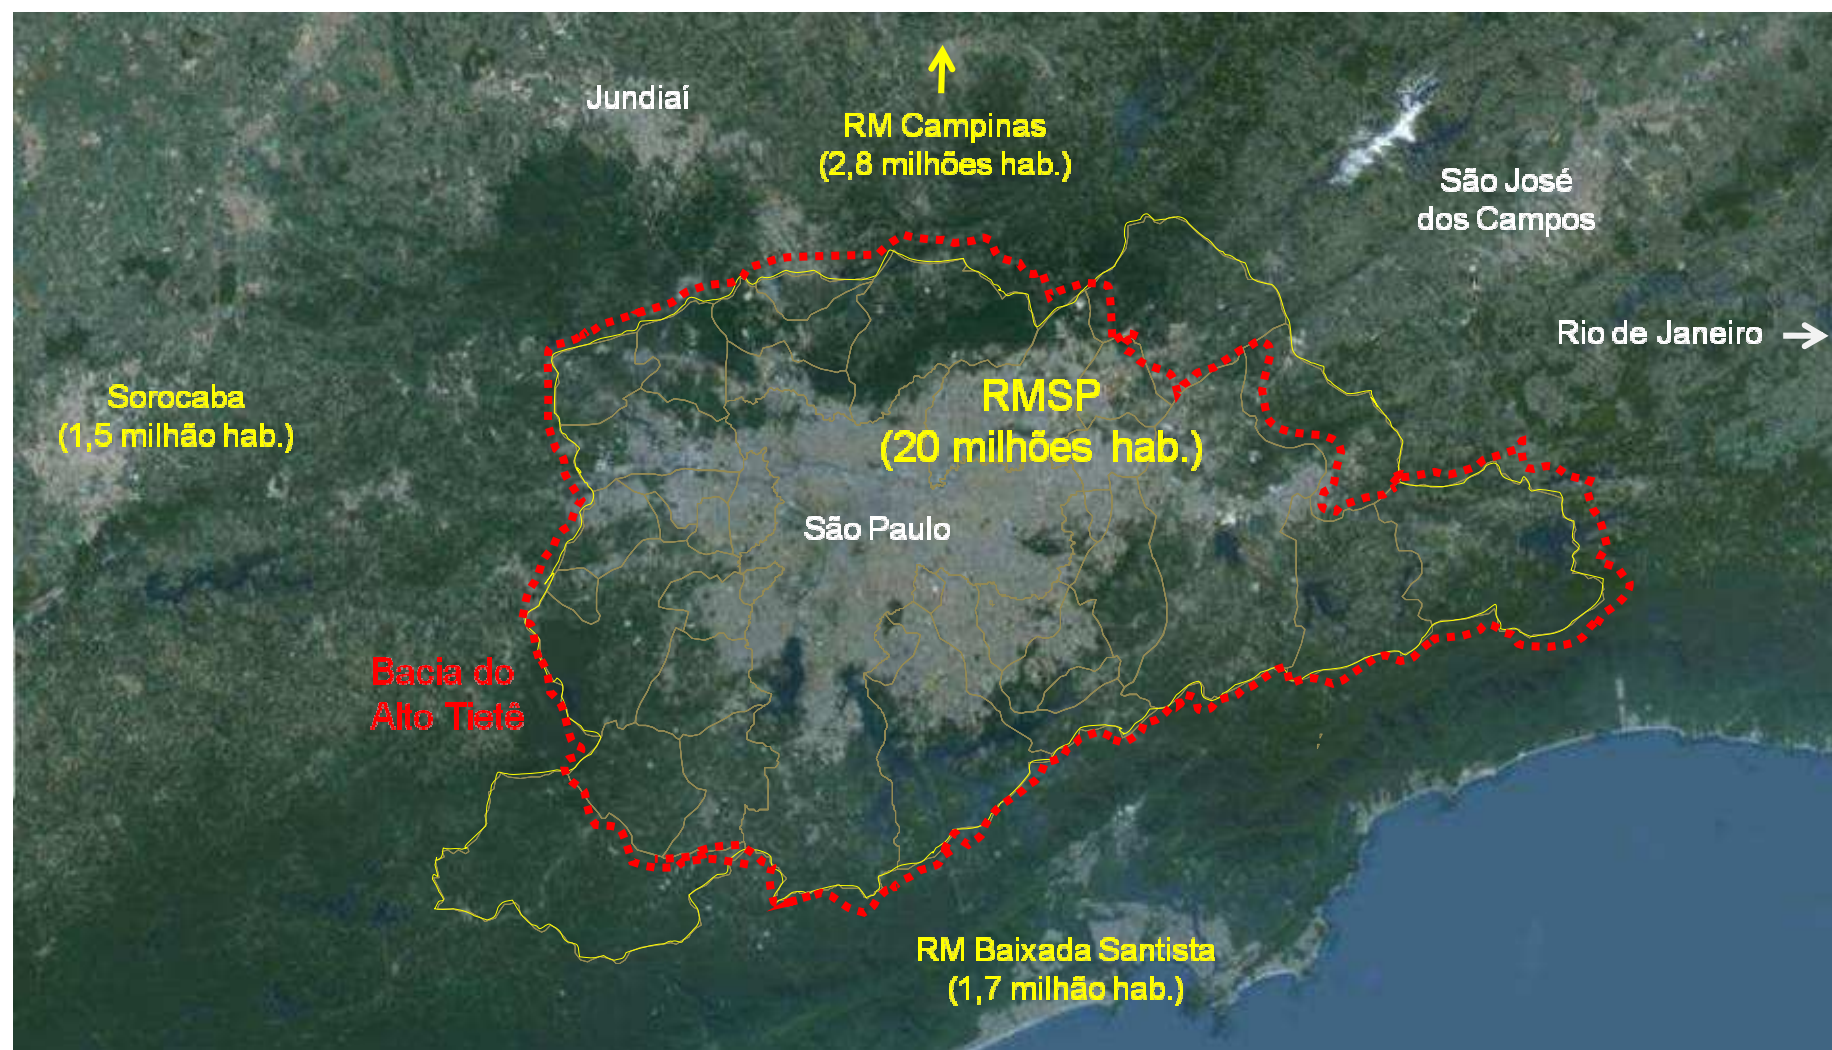 Jundiaí
RM Campinas
(2,8 milhões hab.)
São José
dos Campos
Rio de Janeiro
Sorocaba
(1,5 milhão hab.)
RMSP
(20 milhões hab.)
São Paulo
Bacia do
Alto Tietê
RM Baixada Santista
(1,7 milhão hab.)